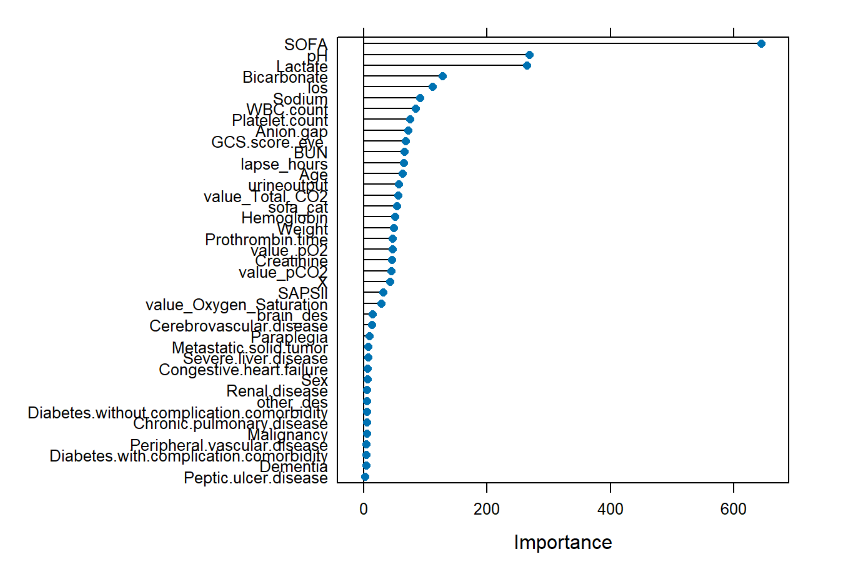 SOFA
pH
Lactate
Bicarbonate
los
Sodium
WBC.count
Platelet.count
Anion.gap
GCS.score_eye_
BUN
lapse_hours
Age
urineoutput
value_Total_CO2
sofa_cat
Hemoglobin
Weight
Prothrombin.time
value_pO2
Creatinine
value_pCO2
X
SAPSII
value_Oxygen_Saturation
brain_des
Cerebrovascular.disease
Paraplegia
Metastatic.solid.tumor
Severe.liver.disease
Congestive.heart.failure
Sex
Renal.disease
other_des
Diabetes.without.complication.comorbidity
Chronic.pulmonary.disease
Malignancy
Peripheral.vascular.disease
Diabetes.with.complication.comorbidity
Dementia
Peptic.ulcer.disease
0 200 400 600
Importance